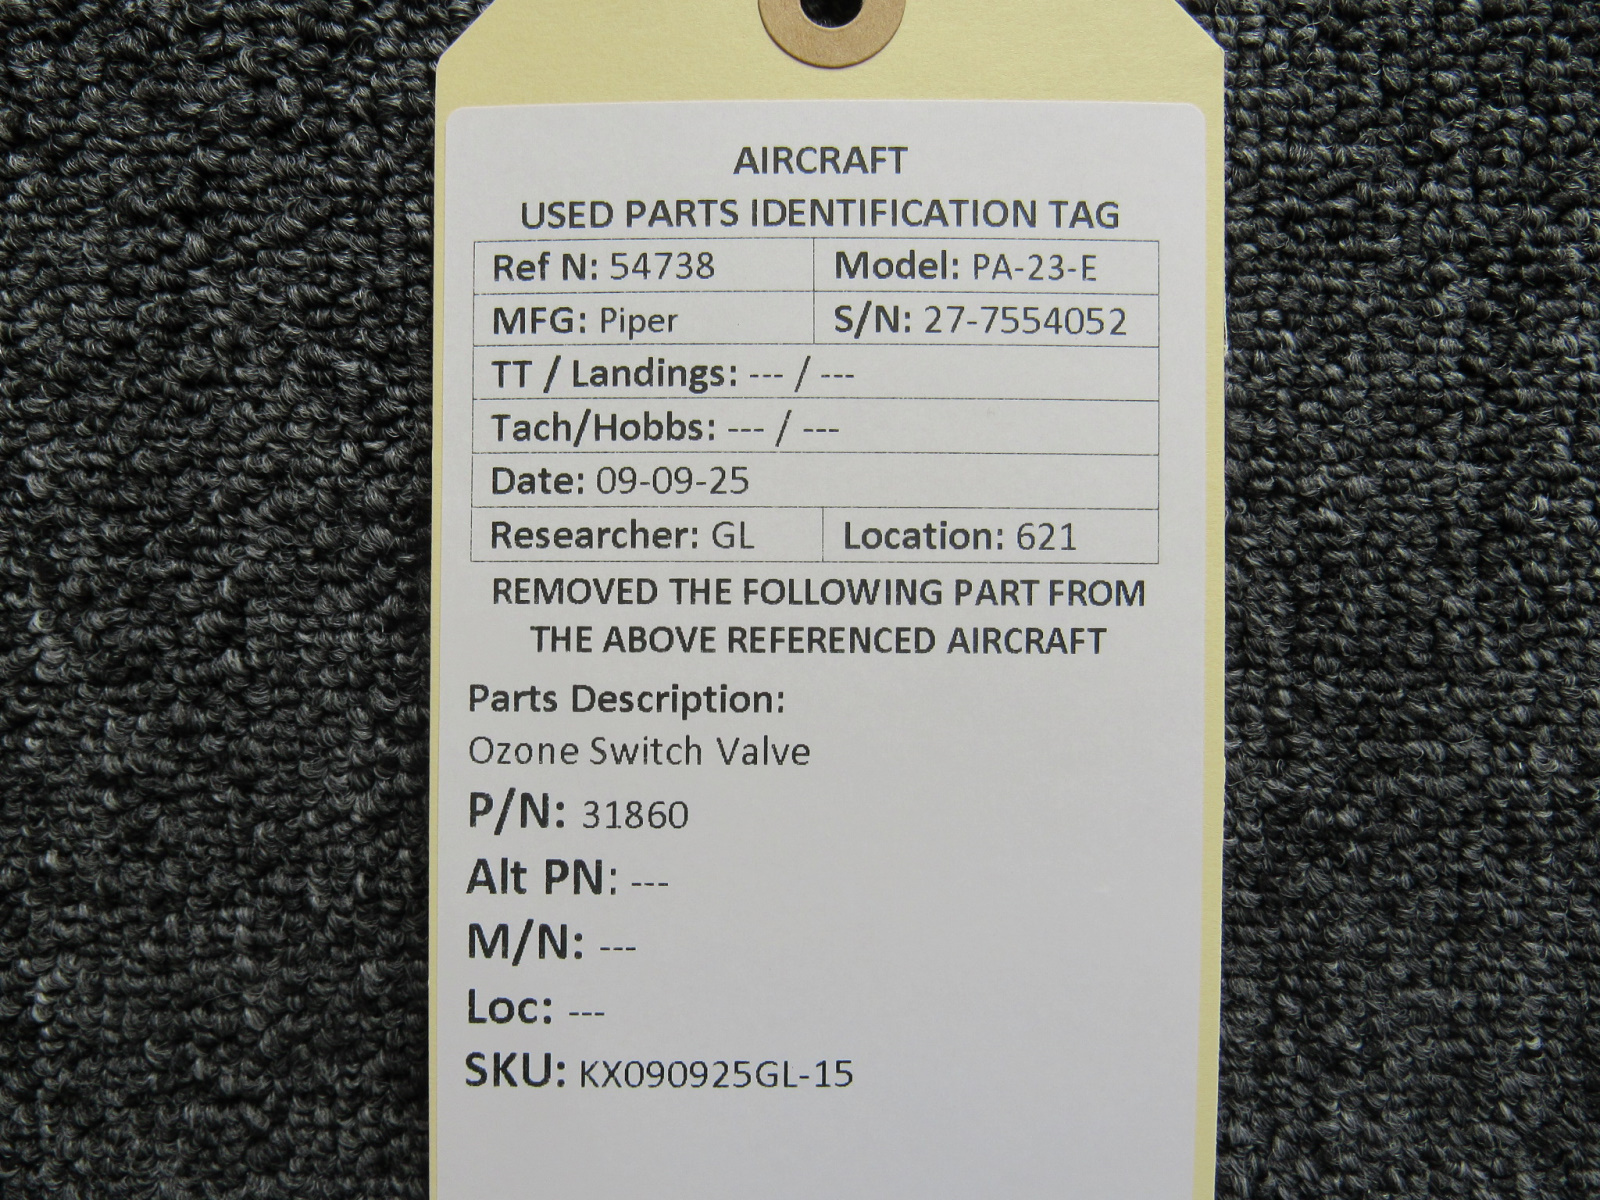 AIRCRAFT
USED PARTS IDENTIFICATION TAG
Ref N: 54738 Model: PA-23-E
MFG: Piper S/N: 27-7554052
TT / Landings: --- / ---
Tach/Hobbs: --- / ---
Date: 09-09-25
Researcher: GL Location: 621
REMOVED THE FOLLOWING PART FROM
THE ABOVE REFERENCED AIRCRAFT
Parts Description:
Ozone Switch Valve
P/N: 31860
Alt PN: ---
M/N: ---
Loc: ---
SKU: KX090925GL-15